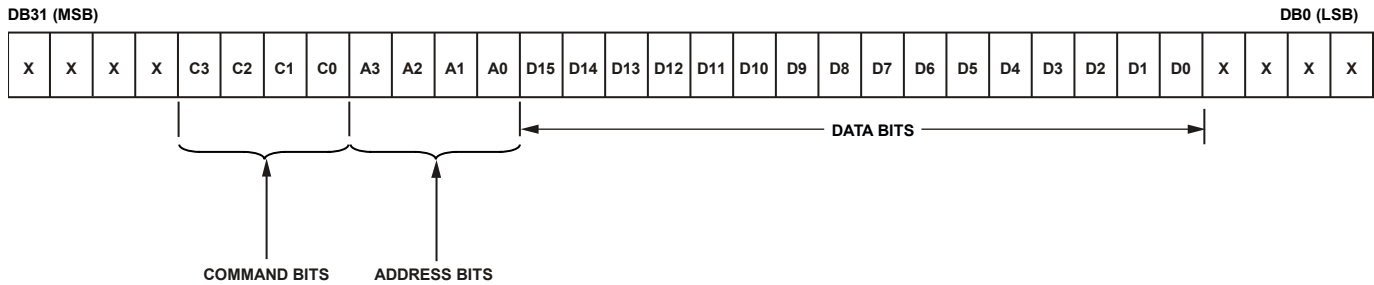 DB31 (MSB) DB0 (LSB)
X X X X C3 C2 C1 C0 A3 A2 A1 A0 D15 D14 D13 D12 D11 D10 D9 D8 D7 D6 D5 D4 D3 D2 D1 D0 X X X X
DATA BITS
COMMAND BITS ADDRESS BITS